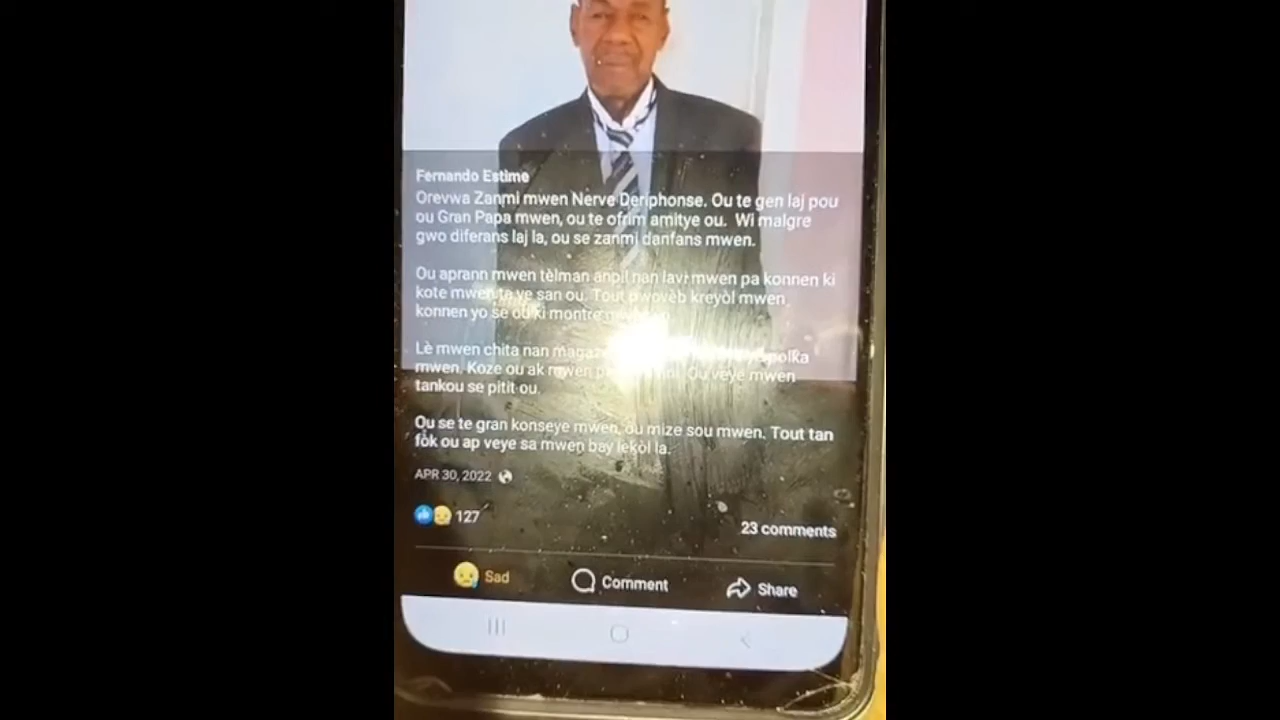 Fernando Estime
Orevwa Zanmi mwen Nerve Deriphonse. Ou te gen laj pou
ou Gran Papa mwen, ou te ofrim amitye ou. Wi malgre
gwo diferans laj la, ou se zanmi danfans mwen.
Ou aprann mwen tèlman anpil nan lavi mwen pa konnen ki
kote mwen ta ye san ou. Tout pwovèb kreyòl mwen
konnen yo se ou ki montre
Lè mwen chita nan
mwen. Koze ou ak mwen Ou veye mwen
tankou se pitit ou.
Ou se te gran konseye mwen, ou mize sou mwen. Tout tan
fòk ou ap veye sa mwen bay lekòl la.
APR 30, 2022
127
23 comments
Sad
Comment
Share